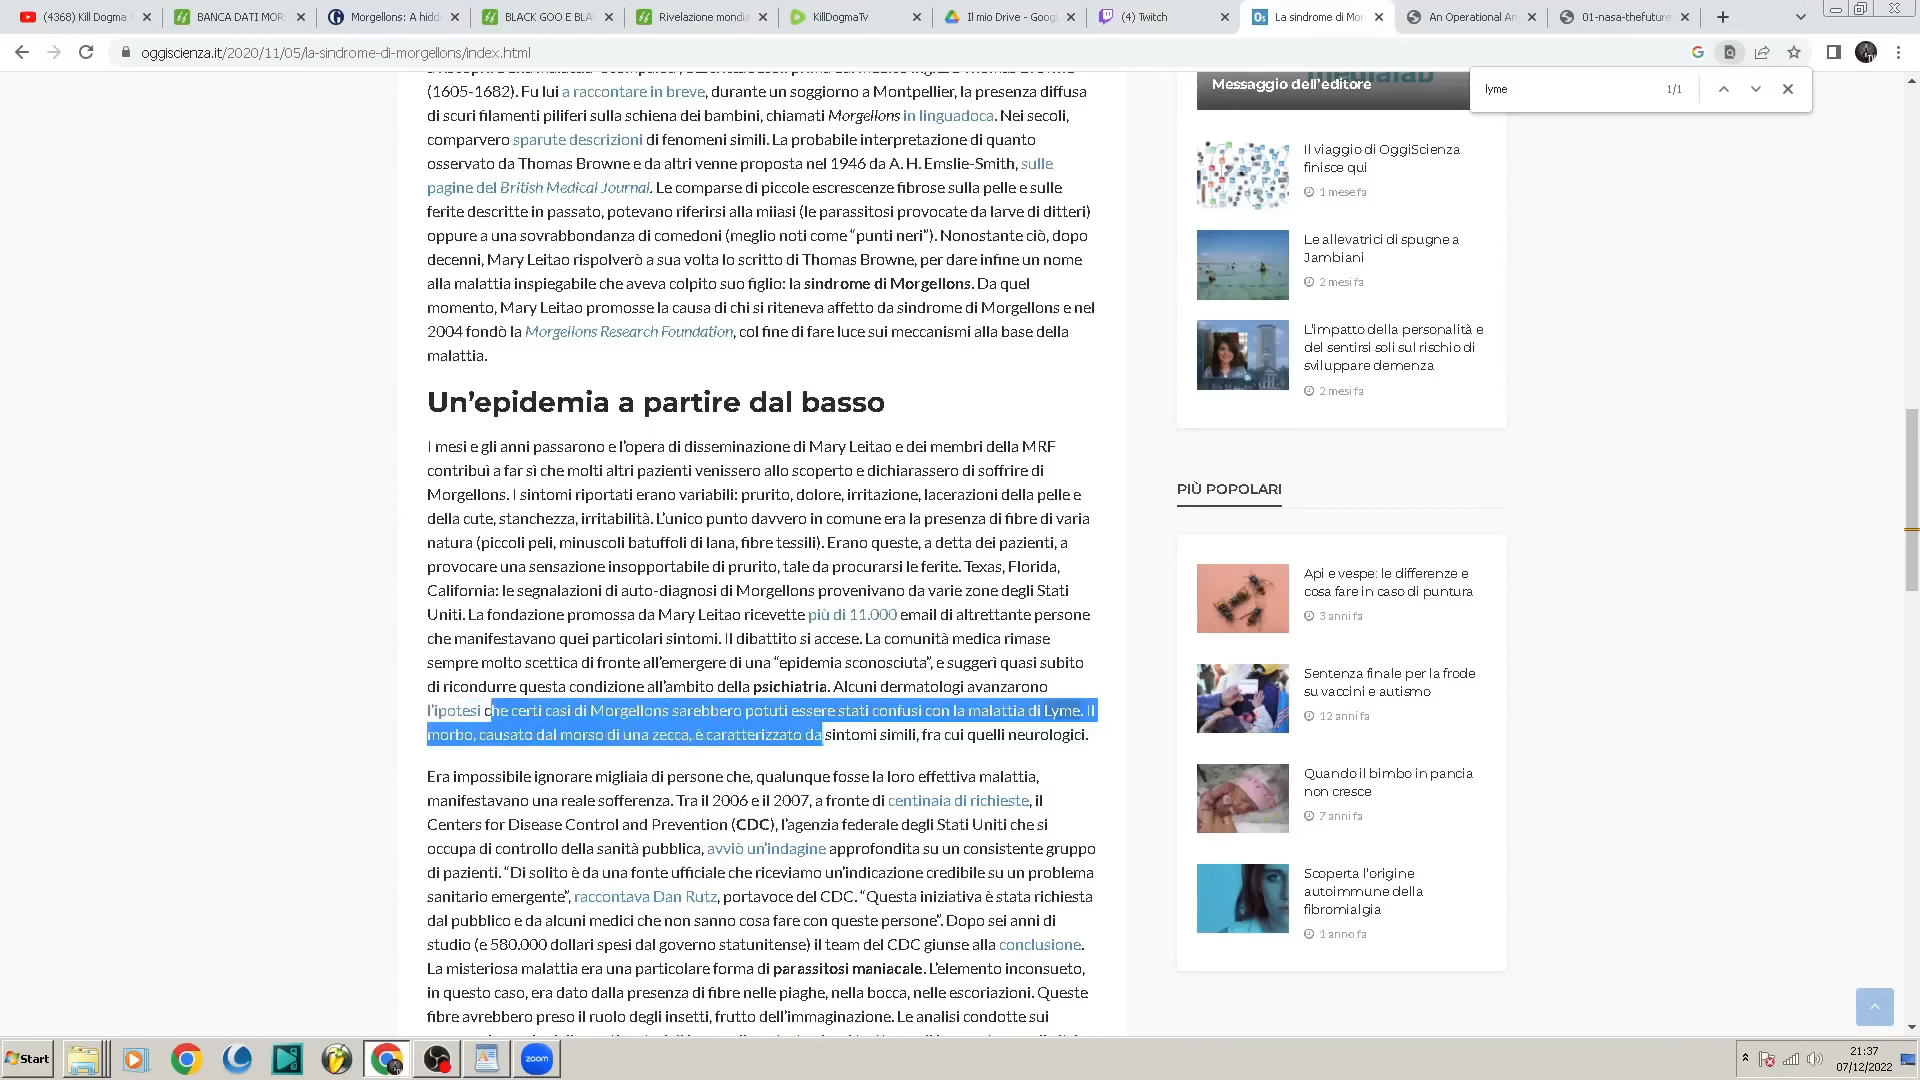 (4368) Kill Dogma T
BANCA DATI MOR
Morgellons: A hidd
BLACK GOO E BLA
Rivelazione mondia
KillDogmaTv
Il mio Drive - Goog
(4) Twitch
La sindrome di Mor
An Operational An
01-nasa-thefuture
oggiscienza.it/2020/11/05/la-sindrome-di-morgellons/index.html
lyme
1/1
(1605-1682). Fu lui a raccontare in breve, durante un soggiorno a Montpellier, la presenza diffusa
di scuri filamenti piliferi sulla schiena dei bambini, chiamati Morgellons in linguadoca. Nei secoli,
comparvero sparute descrizioni di fenomeni simili. La probabile interpretazione di quanto
osservato da Thomas Browne e da altri venne proposta nel 1946 da A. H. Emslie-Smith, sulle
pagine del British Medical Journal. Le comparse di piccole escrescenze fibrose sulla pelle e sulle
ferite descritte in passato, potevano riferirsi alla miiasi (le parassitosi provocate da larve di ditteri)
oppure a una sovrabbondanza di comedoni (meglio noti come “punti neri”). Nonostante ciò, dopo
decenni, Mary Leitao rispolverò a sua volta lo scritto di Thomas Browne, per dare infine un nome
alla malattia inspiegabile che aveva colpito suo figlio: la sindrome di Morgellons. Da quel
momento, Mary Leitao promosse la causa di chi si riteneva affetto da sindrome di Morgellons e nel
2004 fondò la Morgellons Research Foundation, col fine di fare luce sui meccanismi alla base della
malattia.
Un’epidemia a partire dal basso
I mesi e gli anni passarono e l’opera di disseminazione di Mary Leitao e dei membri della MRF
contribuì a far sì che molti altri pazienti venissero allo scoperto e dichiarassero di soffrire di
Morgellons. I sintomi riportati erano variabili: prurito, dolore, irritazione, lacerazioni della pelle e
della cute, stanchezza, irritabilità. L’unico punto davvero in comune era la presenza di fibre di varia
natura (piccoli peli, minuscoli batuffoli di lana, fibre tessili). Erano queste, a detta dei pazienti, a
provocare una sensazione insopportabile di prurito, tale da procurarsi le ferite. Texas, Florida,
California: le segnalazioni di auto-diagnosi di Morgellons provenivano da varie zone degli Stati
Uniti. La fondazione promossa da Mary Leitao ricevette più di 11.000 email di altrettante persone
che manifestavano quei particolari sintomi. Il dibattito si accese. La comunità medica rimase
sempre molto scettica di fronte all’emergere di una “epidemia sconosciuta”, e suggerì quasi subito
di ricondurre questa condizione all’ambito della psichiatria. Alcuni dermatologi avanzarono
l’ipotesi che certi casi di Morgellons sarebbero potuti essere stati confusi con la malattia di Lyme. Il
morbo, causato dal morso di una zecca, è caratterizzato da sintomi simili, fra cui quelli neurologici.
Era impossibile ignorare migliaia di persone che, qualunque fosse la loro effettiva malattia,
manifestavano una reale sofferenza. Tra il 2006 e il 2007, a fronte di centinaia di richieste, il
Centers for Disease Control and Prevention (CDC), l’agenzia federale degli Stati Uniti che si
occupa di controllo della sanità pubblica, avviò un’indagine approfondita su un consistente gruppo
di pazienti. “Di solito è da una fonte ufficiale che riceviamo un’indicazione credibile su un problema
sanitario emergente”, raccontava Dan Rutz, portavoce del CDC. “Questa iniziativa è stata richiesta
dal pubblico e da alcuni medici che non sanno cosa fare con queste persone”. Dopo sei anni di
studio (e 580.000 dollari spesi dal governo statunitense) il team del CDC giunse alla conclusione.
La misteriosa malattia era una particolare forma di parassitosi maniacale. L’elemento inconsueto,
in questo caso, era dato dalla presenza di fibre nelle piaghe, nella bocca, nelle escoriazioni. Queste
fibre avrebbero preso il ruolo degli insetti, frutto dell’immaginazione. Le analisi condotte sui
Messaggio dell’editore
Il viaggio di OggiScienza
finisce qui
1 mese fa
Le allevatrici di spugne a
Jambiani
2 mesi fa
L’impatto della personalità e
del sentirsi soli sul rischio di
sviluppare demenza
2 mesi fa
PIÙ POPOLARI
Api e vespe: le differenze e
cosa fare in caso di puntura
3 anni fa
Sentenza finale per la frode
su vaccini e autismo
12 anni fa
Quando il bimbo in pancia
non cresce
7 anni fa
Scoperta l’origine
autoimmune della
fibromialgia
1 anno fa
Start
zoom
21:37
07/12/2022